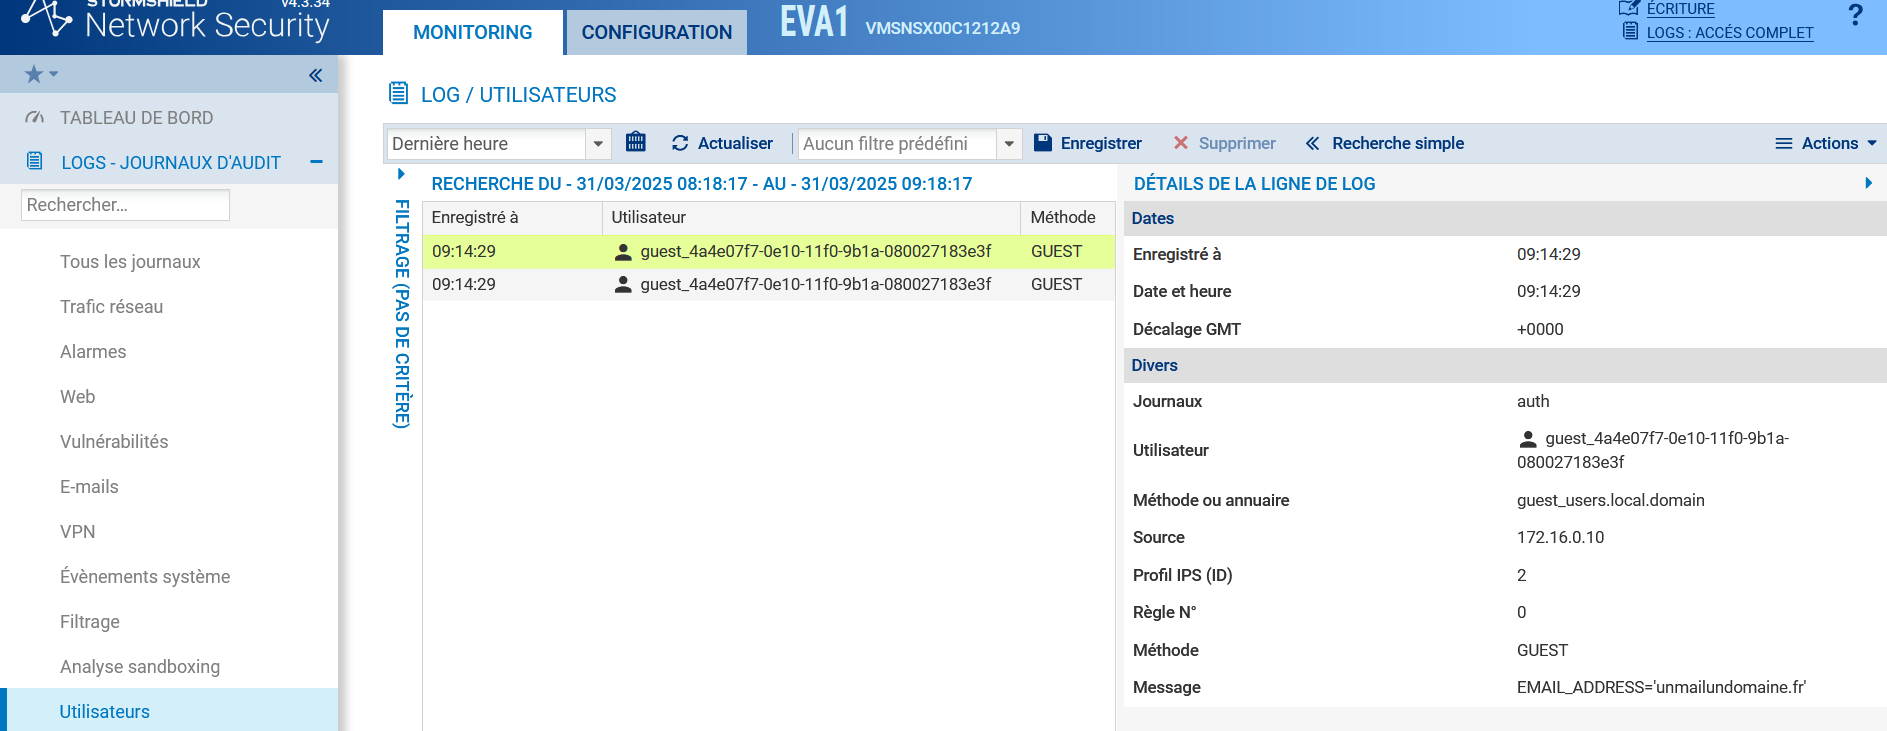 STORMSHIELD v4.3.34
Network Security
MONITORING
CONFIGURATION
EVA1 VMSNSX00C1212A9
ÉCRITURE
LOGS : ACCÉS COMPLET
?
TABLEAU DE BORD
LOGS - JOURNAUX D'AUDIT
Rechercher...
Tous les journaux
Trafic réseau
Alarmes
Web
Vulnérabilités
E-mails
VPN
Évènements système
Filtrage
Analyse sandboxing
Utilisateurs
LOG / UTILISATEURS
Dernière heure Actualiser Aucun filtre prédéfini Enregistrer Supprimer Recherche simple Actions
FILTRAGE (PAS DE CRITÈRE)
RECHERCHE DU - 31/03/2025 08:18:17 - AU - 31/03/2025 09:18:17
Enregistré à Utilisateur Méthode
09:14:29 guest_4a4e07f7-0e10-11f0-9b1a-080027183e3f GUEST
09:14:29 guest_4a4e07f7-0e10-11f0-9b1a-080027183e3f GUEST
DÉTAILS DE LA LIGNE DE LOG
Dates
Enregistré à 09:14:29
Date et heure 09:14:29
Décalage GMT +0000
Divers
Journaux auth
Utilisateur guest_4a4e07f7-0e10-11f0-9b1a-
080027183e3f
Méthode ou annuaire guest_users.local.domain
Source 172.16.0.10
Profil IPS (ID) 2
Règle N° 0
Méthode GUEST
Message EMAIL_ADDRESS='unmailundomaine.fr'